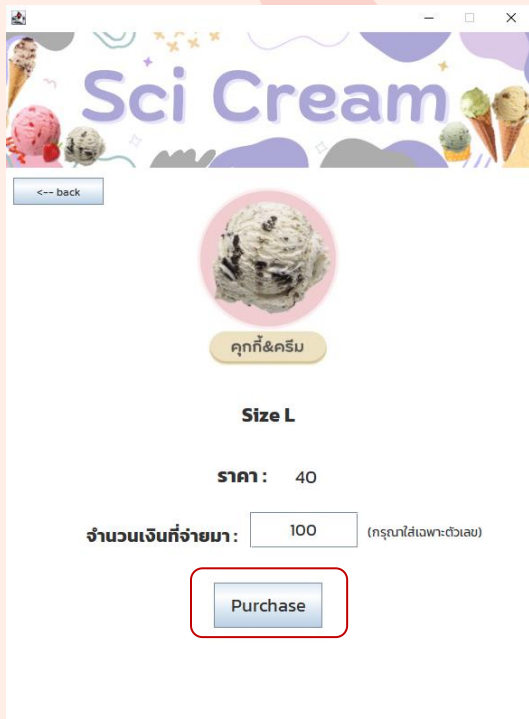 Sci Cream
<-- back
คุกกี้&ครีม
Size L
ราคา : 40
จำนวนเงินที่จ่ายมา : 100 (กรุณาใส่เฉพาะตัวเลข)
Purchase